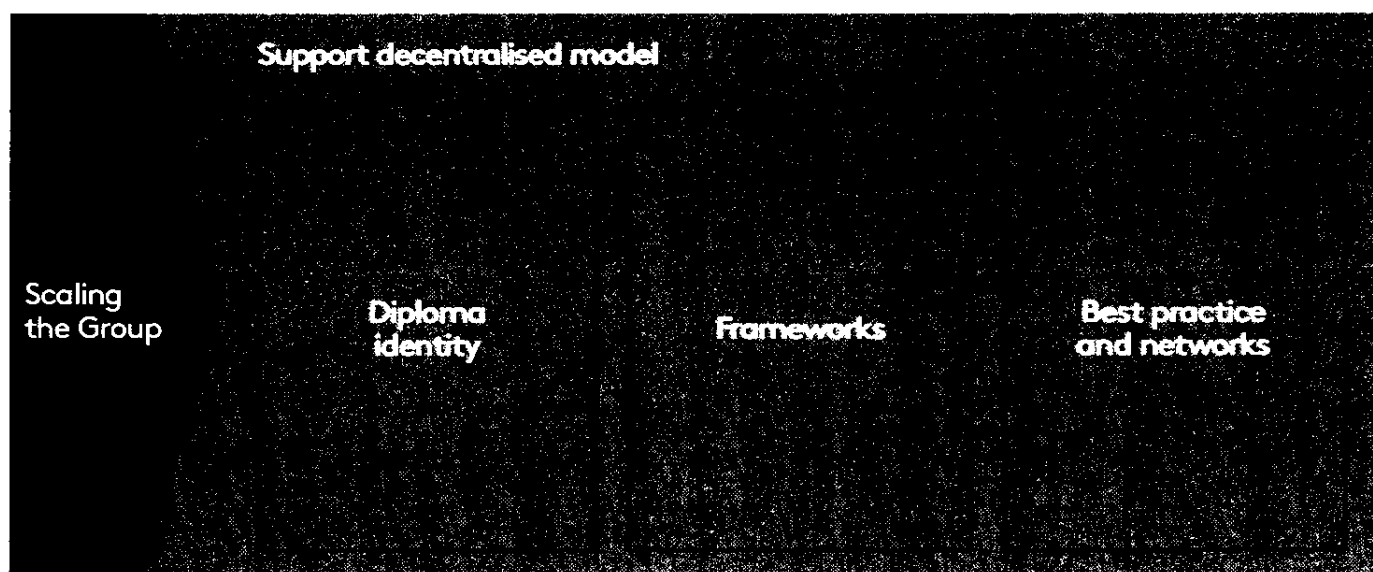 Support decentralised model
Scaling
the Group
Diploma
identity
Frameworks
Best practice
and networks